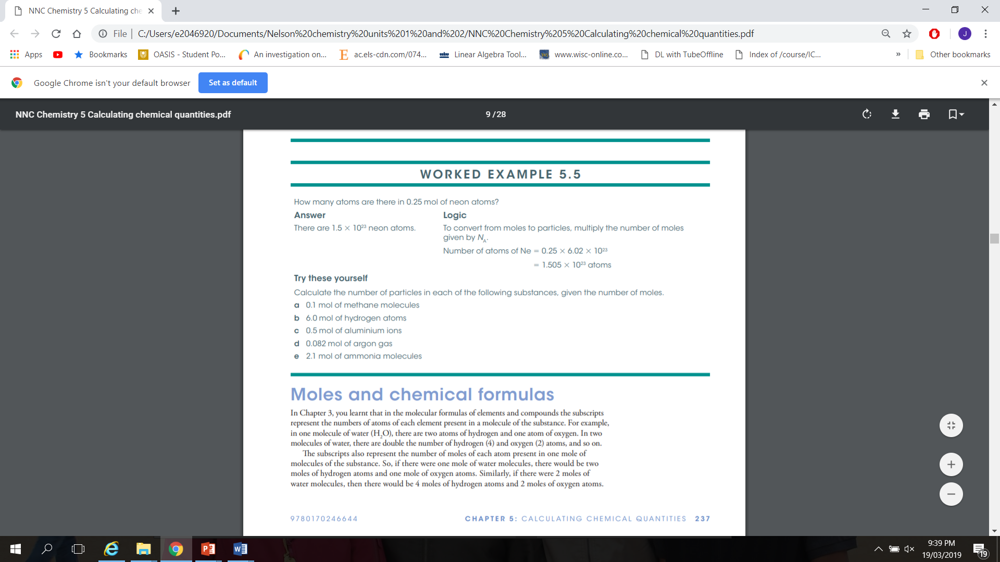 NNC Chemistry 5 Calculating che
File
C:/Users/e2046920/Documents/Nelson%20chemistry%20units%201%20and%202/NNC%20Chemistry%205%20Calculating%20chemical%20quantities.pdf
J
Apps
Bookmarks
OASIS - Student Po...
An investigation on...
ac.els-cdn.com/074...
Linear Algebra Tool...
www.wisc-online.co...
DL with TubeOffline
Index of /course/IC...
»
Other bookmarks
Google Chrome isn't your default browser
Set as default
NNC Chemistry 5 Calculating chemical quantities.pdf
9 / 28
WORKED EXAMPLE 5.5
How many atoms are there in 0.25 mol of neon atoms?
Answer
There are 1.5 × 10²³ neon atoms.
Logic
To convert from moles to particles, multiply the number of moles
given by N_A.
Number of atoms of Ne = 0.25 × 6.02 × 10²³
= 1.505 × 10²³ atoms
Try these yourself
Calculate the number of particles in each of the following substances, given the number of moles.
a 0.1 mol of methane molecules
b 6.0 mol of hydrogen atoms
c 0.5 mol of aluminium ions
d 0.082 mol of argon gas
e 2.1 mol of ammonia molecules
Moles and chemical formulas
In Chapter 3, you learnt that in the molecular formulas of elements and compounds the subscripts
represent the numbers of atoms of each element present in a molecule of the substance. For example,
in one molecule of water (H₂O), there are two atoms of hydrogen and one atom of oxygen. In two
molecules of water, there are double the number of hydrogen (4) and oxygen (2) atoms, and so on.
The subscripts also represent the number of moles of each atom present in one mole of
molecules of the substance. So, if there were one mole of water molecules, there would be two
moles of hydrogen atoms and one mole of oxygen atoms. Similarly, if there were 2 moles of
water molecules, then there would be 4 moles of hydrogen atoms and 2 moles of oxygen atoms.
9780170246644
CHAPTER 5: CALCULATING CHEMICAL QUANTITIES 237
9:39 PM
19/03/2019
19